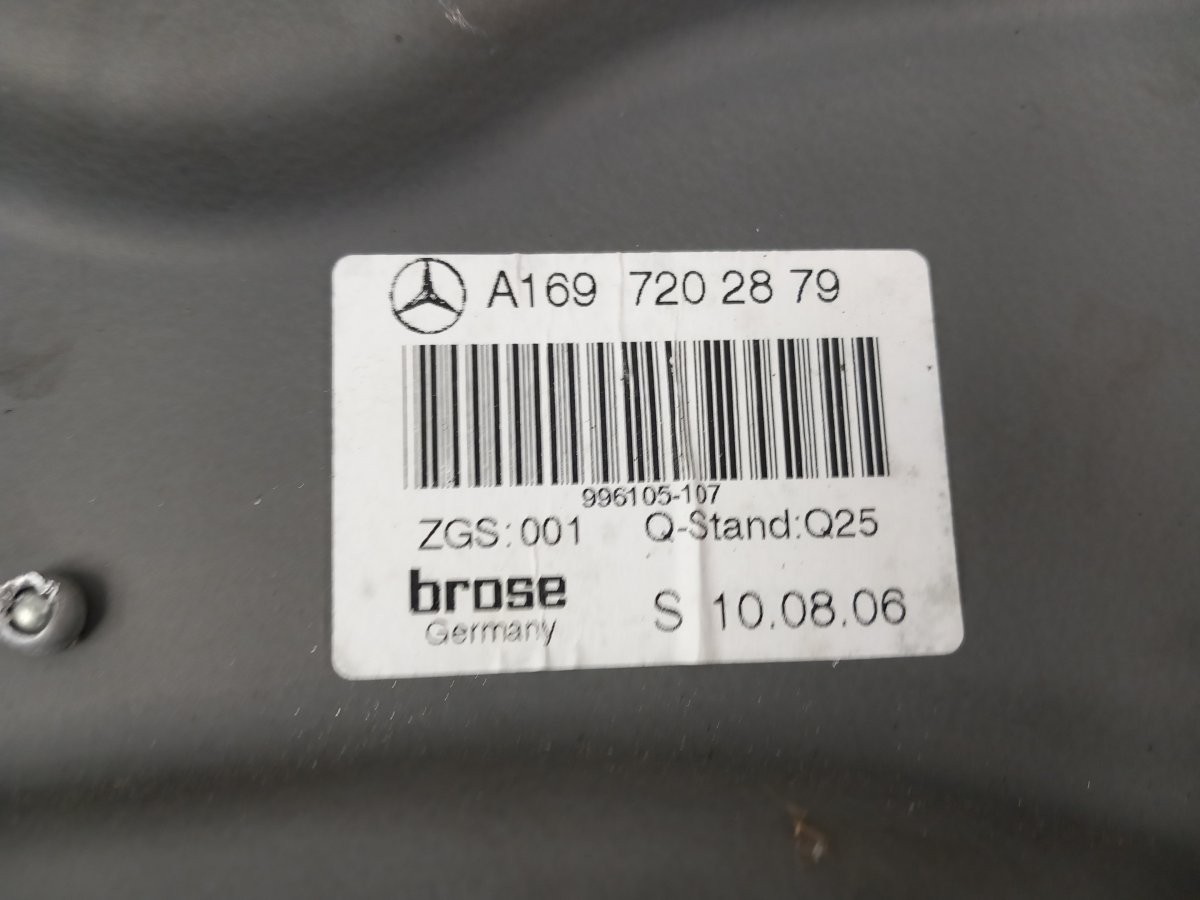 A169 720 28 79
996105-107
ZGS:001 Q-Stand:Q25
brose
Germany
S 10.08.06